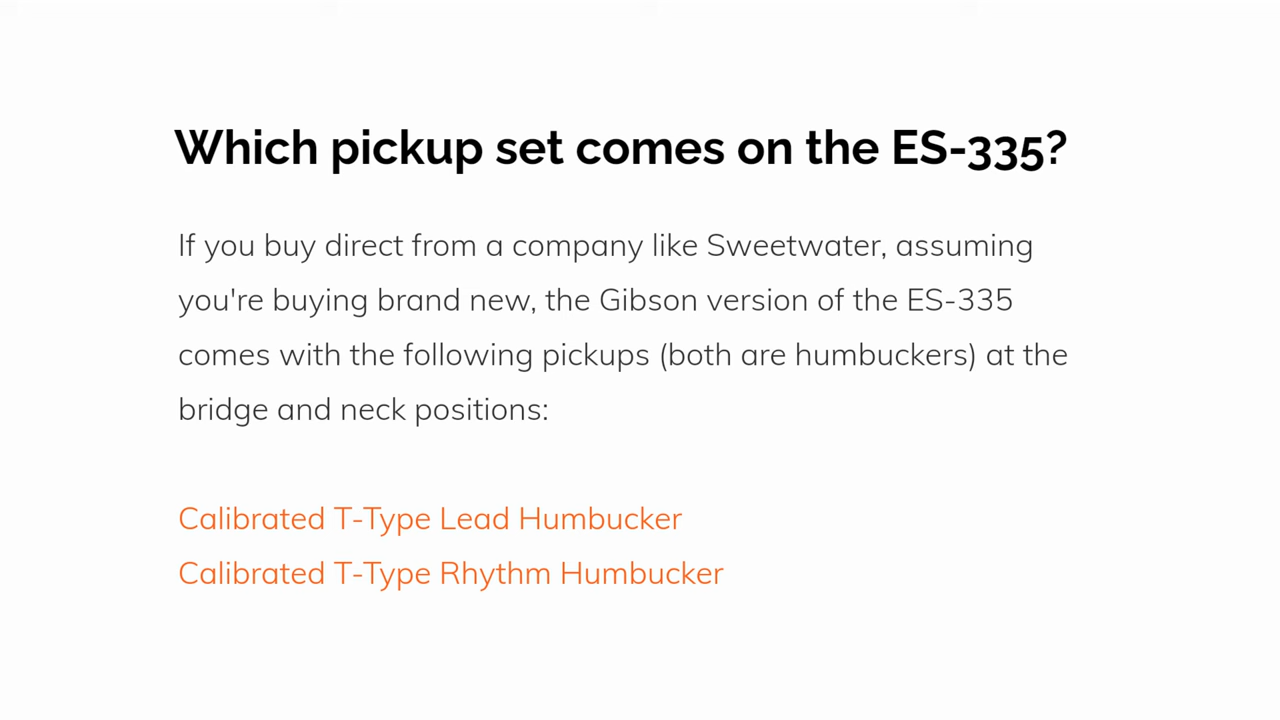 Which pickup set comes on the ES-335?
If you buy direct from a company like Sweetwater, assuming
you're buying brand new, the Gibson version of the ES-335
comes with the following pickups (both are humbuckers) at the
bridge and neck positions:
Calibrated T-Type Lead Humbucker
Calibrated T-Type Rhythm Humbucker